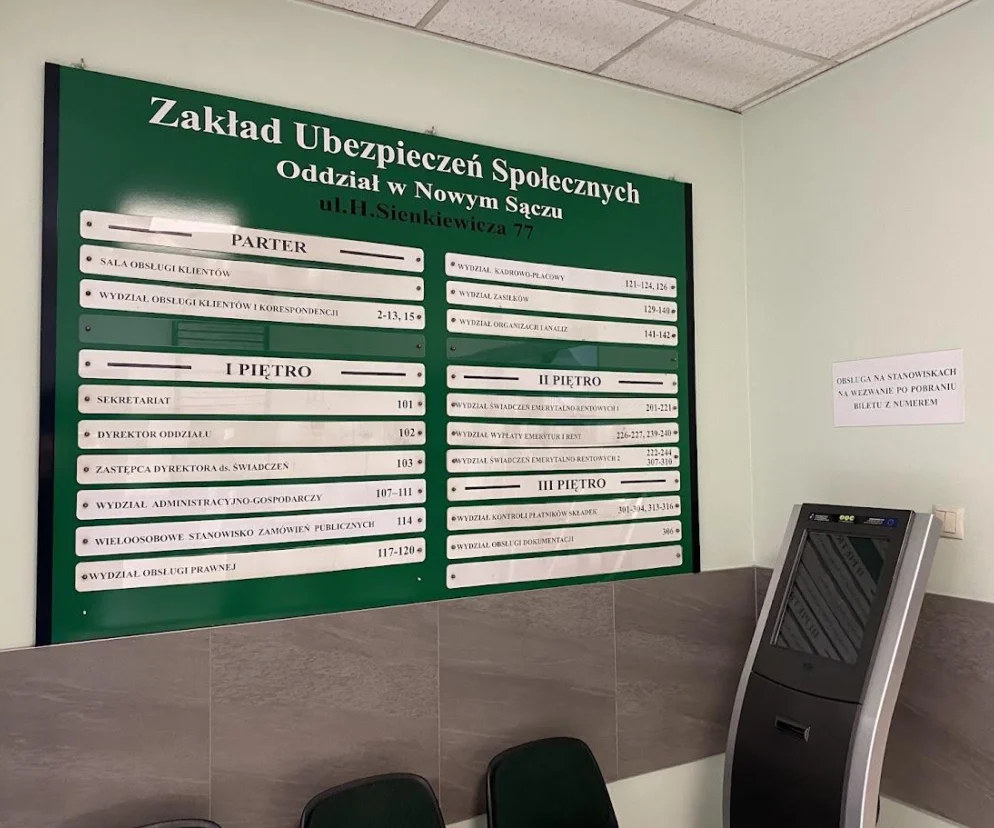 Zakład Ubezpieczeń Społecznych
Oddział w Nowym Sączu
ul.H.Sienkiewicza 77
PARTER
SALA OBSŁUGI KLIENTÓW
WYDZIAŁ OBSŁUGI KLIENTÓW I KORESPONDENCJI 2-13, 15
I PIĘTRO
SEKRETARIAT 101
DYREKTOR ODDZIAŁU 102
ZASTĘPCA DYREKTORA ds. ŚWIADCZEŃ 103
WYDZIAŁ ADMINISTRACYJNO-GOSPODARCZY 107–111
WIELOOSOBOWE STANOWISKO ZAMÓWIEŃ PUBLICZNYCH 114
WYDZIAŁ OBSŁUGI PRAWNEJ 117-120
WYDZIAŁ KADROWO-PŁACOWY 121–124, 126
WYDZIAŁ ZASIŁKÓW 129-140
WYDZIAŁ ORGANIZACJI I ANALIZ 141-142
II PIĘTRO
WYDZIAŁ ŚWIADCZEŃ EMERYTALNO-RENTOWYCH 1 201-221
WYDZIAŁ WYPŁATY EMERYTUR I RENT 226-227, 239-240
WYDZIAŁ ŚWIADCZEŃ EMERYTALNO-RENTOWYCH 2 222-244
307-310
III PIĘTRO
WYDZIAŁ KONTROLI PŁATNIKÓW SKŁADEK 301-304, 313-316
WYDZIAŁ OBSŁUGI DOKUMENTACJI 306
OBSŁUGA NA STANOWISKACH
NA WEZWANIE PO POBRANIU
BILETU Z NUMEREM